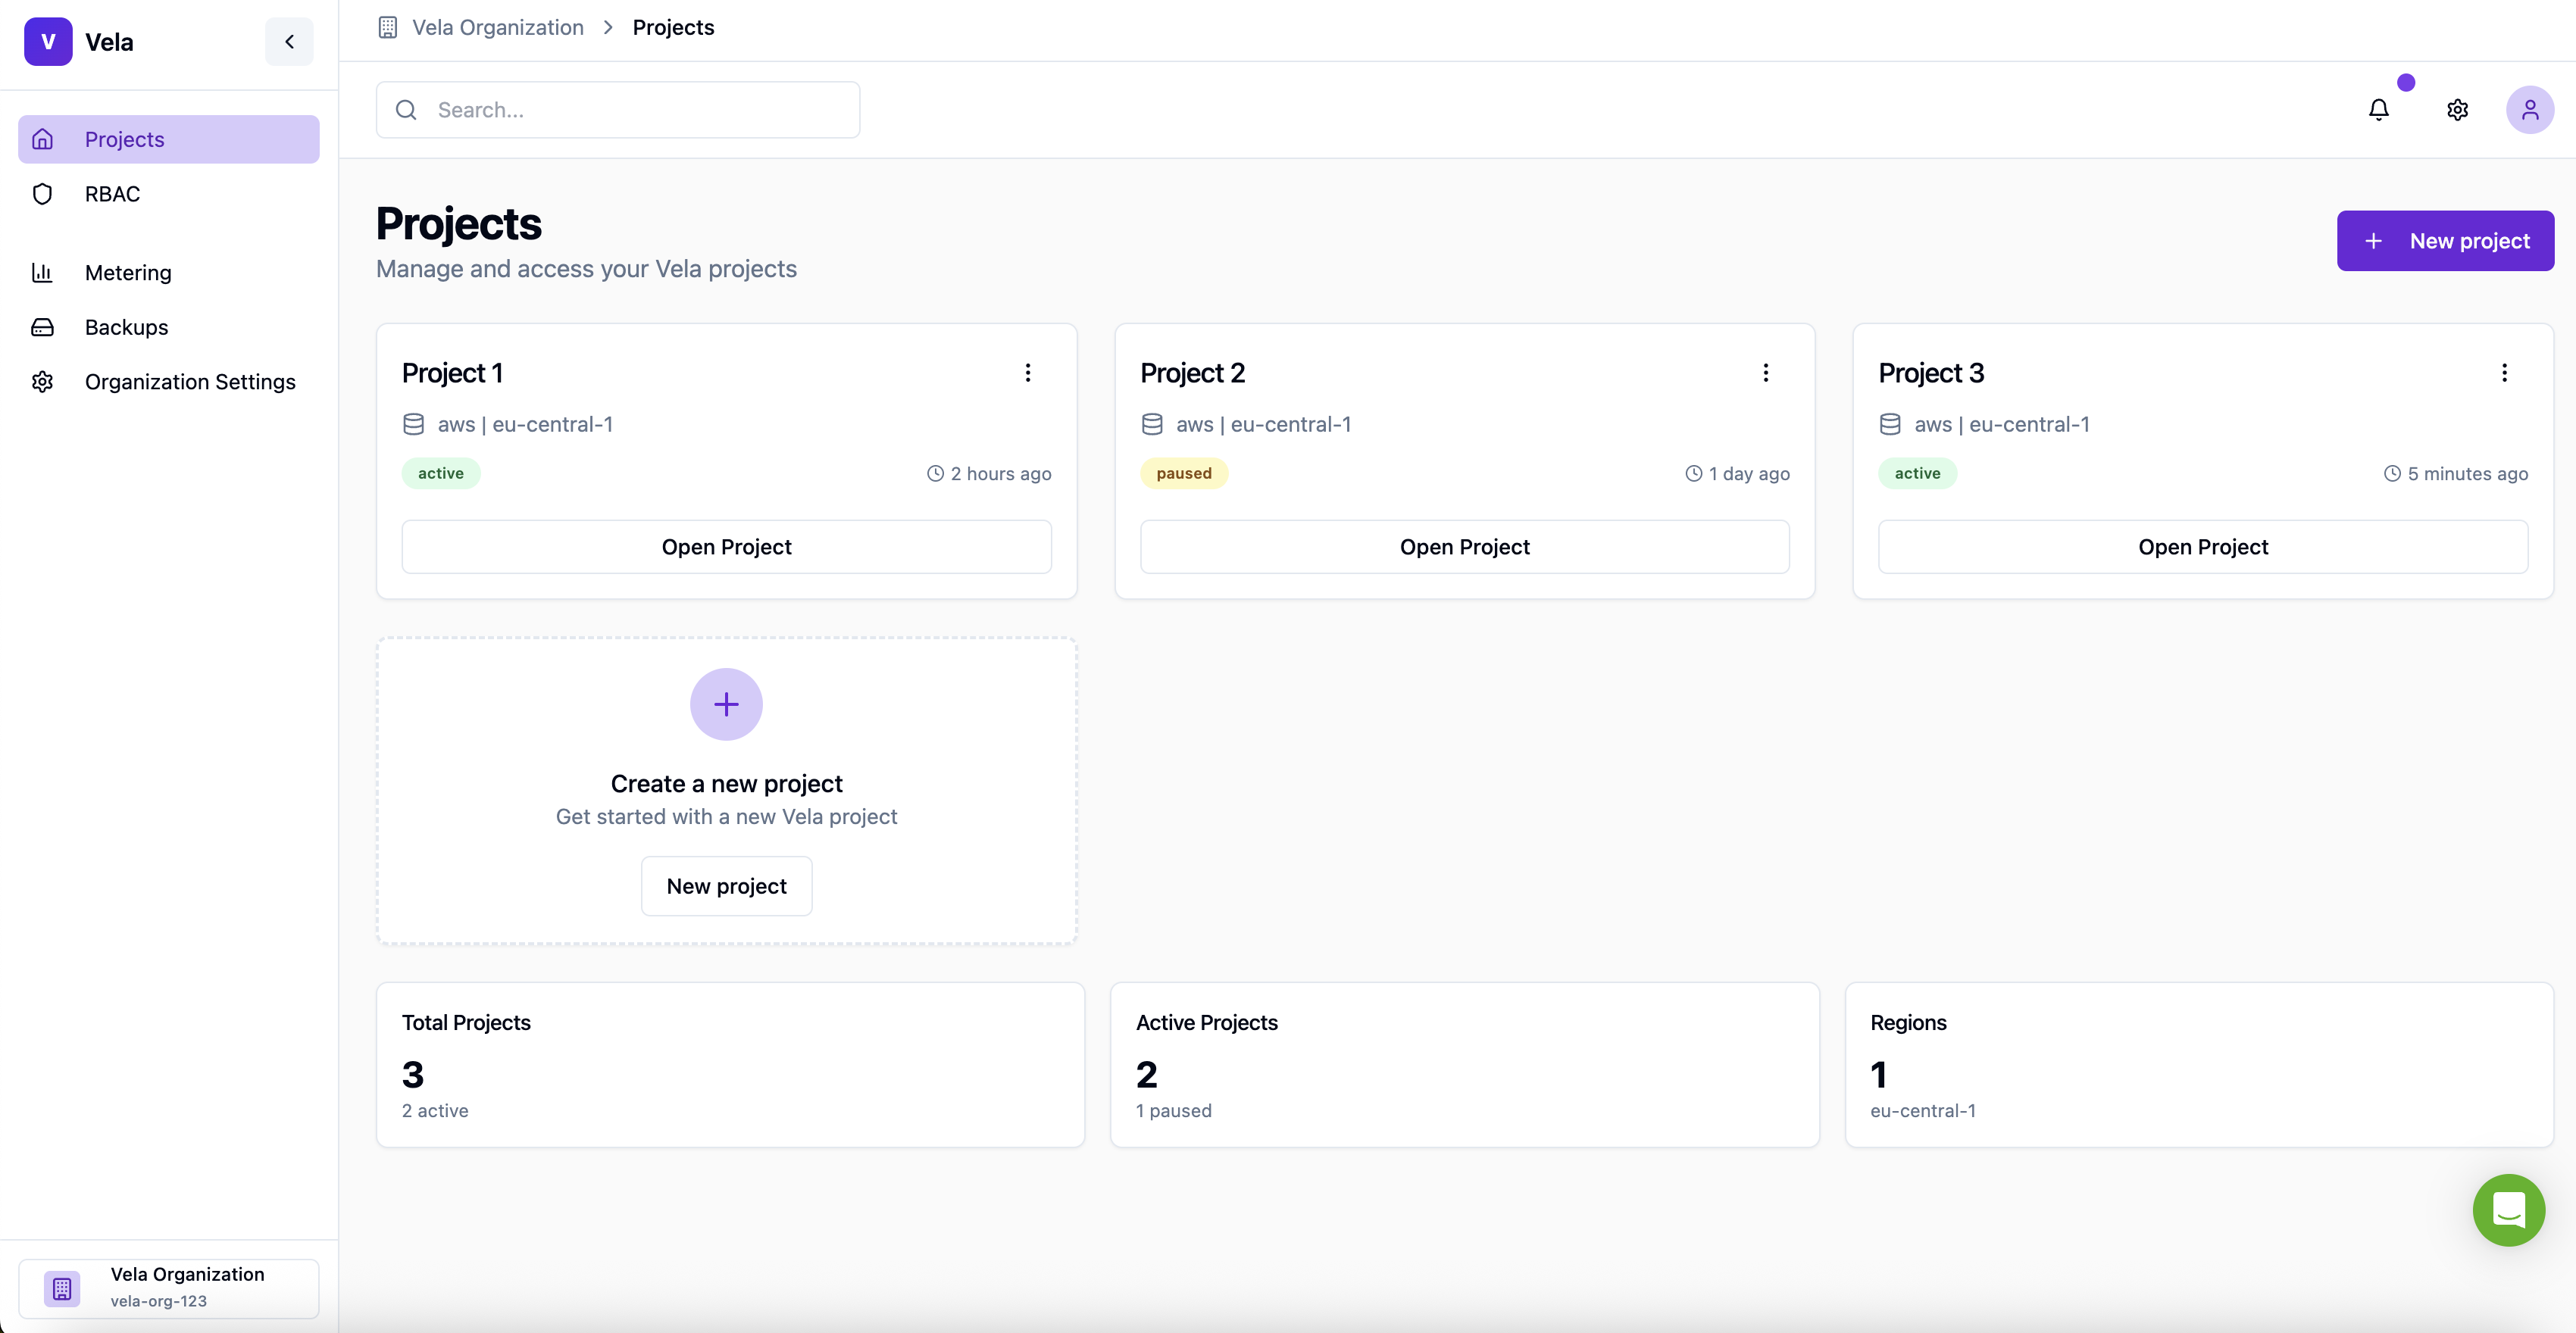 V
Vela
Vela Organization
Projects
Search...
Projects
RBAC
Metering
Backups
Organization Settings
Projects
Manage and access your Vela projects
New project
Project 1
aws | eu-central-1
active
2 hours ago
Open Project
Project 2
aws | eu-central-1
paused
1 day ago
Open Project
Project 3
aws | eu-central-1
active
5 minutes ago
Open Project
Create a new project
Get started with a new Vela project
New project
Total Projects
3
2 active
Active Projects
2
1 paused
Regions
1
eu-central-1
Vela Organization
vela-org-123